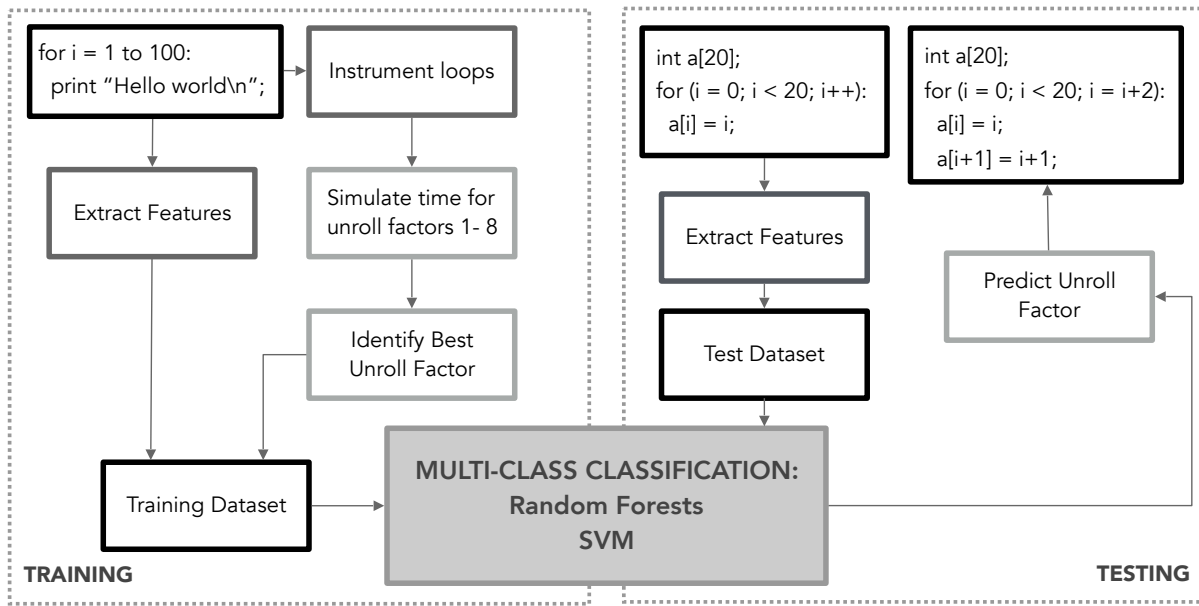 for i = 1 to 100:
print “Hello world\n”;
Instrument loops
Extract Features
Simulate time for
unroll factors 1- 8
Identify Best
Unroll Factor
Training Dataset
TRAINING
MULTI-CLASS CLASSIFICATION:
Random Forests
SVM
int a[20];
for (i = 0; i < 20; i++):
a[i] = i;
Extract Features
Test Dataset
int a[20];
for (i = 0; i < 20; i = i+2):
a[i] = i;
a[i+1] = i+1;
Predict Unroll
Factor
TESTING